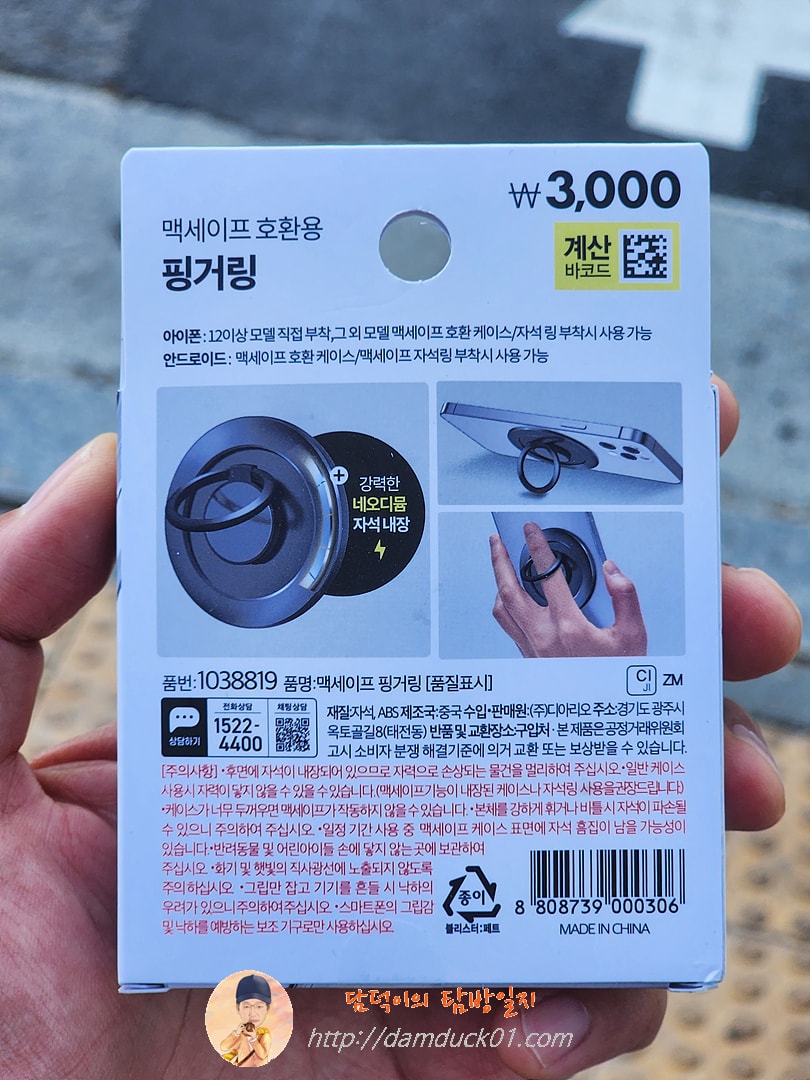 ₩3,000
맥세이프 호환용
핑거링
계산
바코드
아이폰 : 12이상 모델 직접 부착,그 외 모델 맥세이프 호환 케이스/자석 링 부착시 사용 가능
안드로이드 : 맥세이프 호환 케이스/맥세이프 자석링 부착시 사용 가능
강력한
네오디뮴
자석 내장
품번:1038819 품명:맥세이프 핑거링 [품질표시]
CI
JI
ZM
상담하기
전화상담
1522-
4400
채팅상담
재질:자석, ABS 제조국:중국 수입·판매원:(주)디아리오 주소:경기도 광주시
옥토골길8(태전동) 반품 및 교환장소:구입처 · 본 제품은 공정거래위원회
고시 소비자 분쟁 해결기준에 의거 교환 또는 보상받을 수 있습니다.
[주의사항] •후면에 자석이 내장되어 있으므로 자력으로 손상되는 물건을 멀리하여 주십시오 •일반 케이스
사용시 자력이 닿지 않을 수 있을 수 있습니다.(맥세이프기능이 내장된 케이스나 자석링 사용을권장드립니다)
•케이스가 너무 두꺼우면 맥세이프가 작동하지 않을 수 있습니다. •본체를 강하게 휘거나 비틀 시 자석이 파손될
수 있으니 주의하여 주십시오. •일정 기간 사용 중 맥세이프 케이스 표면에 자석 흠집이 남을 가능성이
있습니다.•반려동물 및 어린아이들 손에 닿지 않는 곳에 보관하여
주십시오. •화기 및 햇빛의 직사광선에 노출되지 않도록
주의 하십시오. •그립만 잡고 기기를 흔들 시 낙하의
우려가 있으니 주의하여주십시오. •스마트폰의 그립감
및 낙하를 예방하는 보조 기구로만 사용하십시오.
종이
블리스터:페트
8 808739 000306
MADE IN CHINA
담덕이의 탐방일지
http://damduck01.com